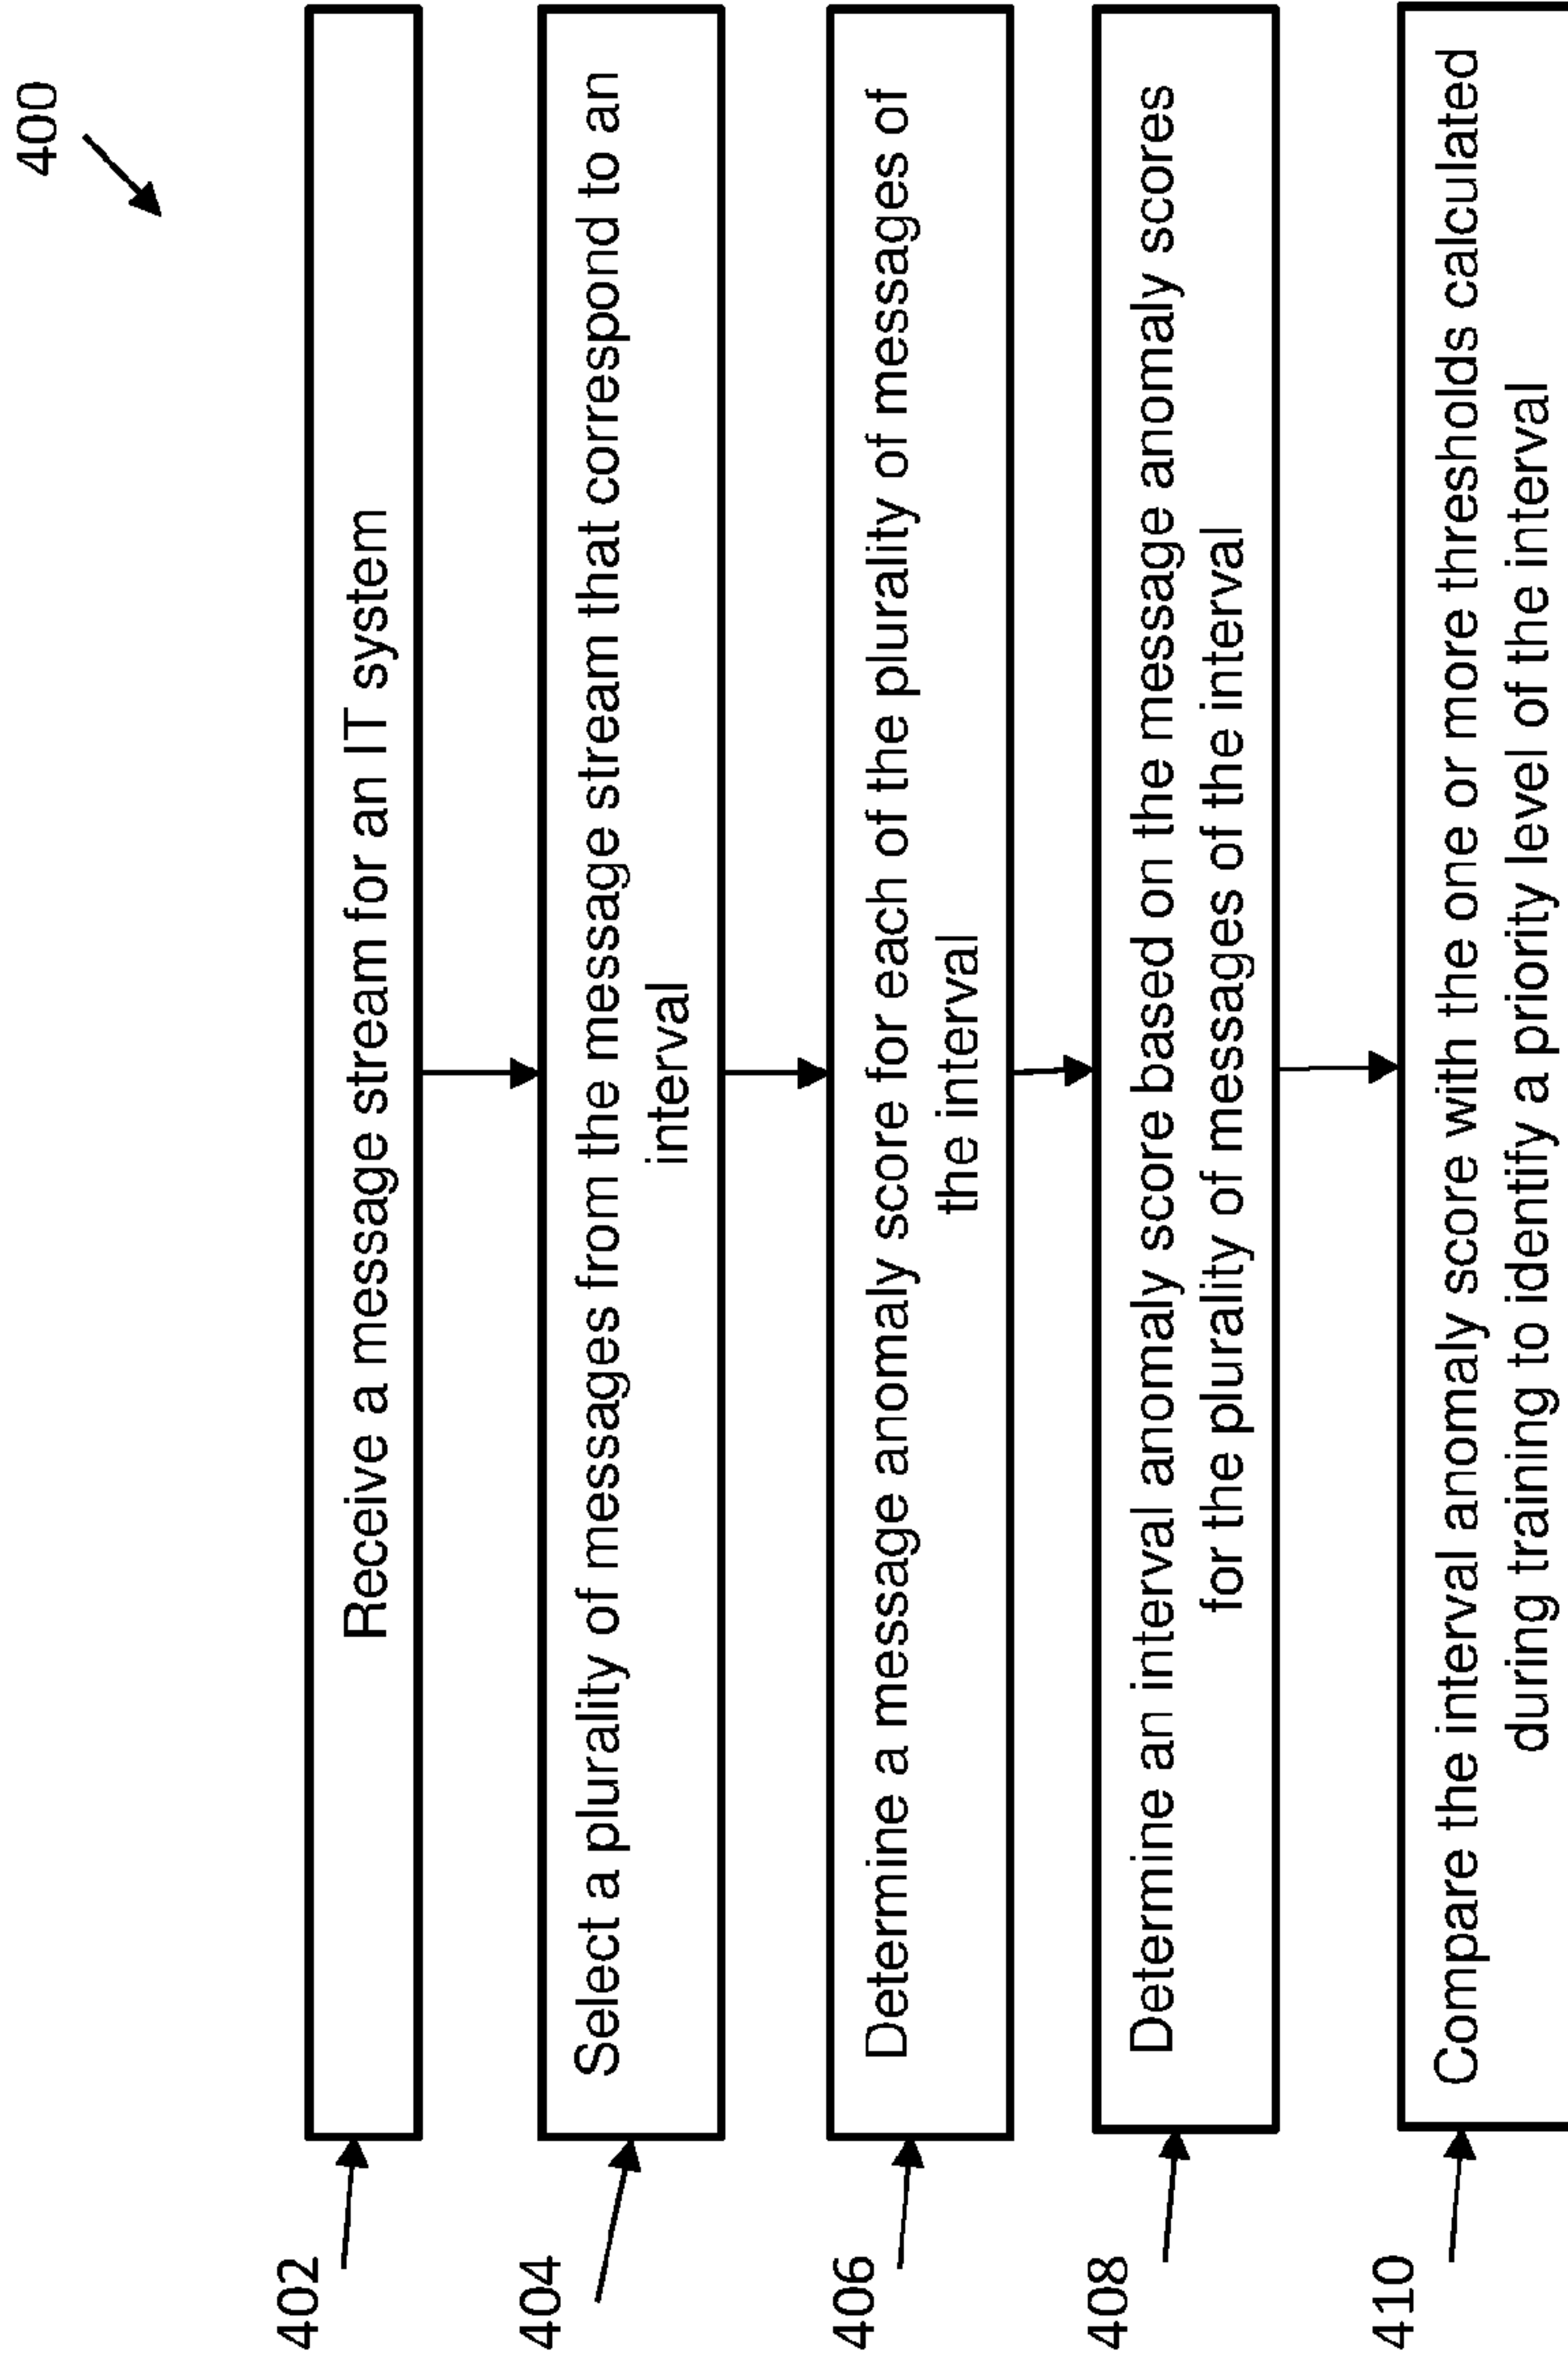 400
402
Receive a message stream for an IT system
404
Select a plurality of messages from the message stream that correspond to an
interval
406
Determine a message anomaly score for each of the plurality of messages of
the interval
408
Determine an interval anomaly score based on the message anomaly scores
for the plurality of messages of the interval
410
Compare the interval anomaly score with the one or more thresholds calculated
during training to identify a priority level of the interval